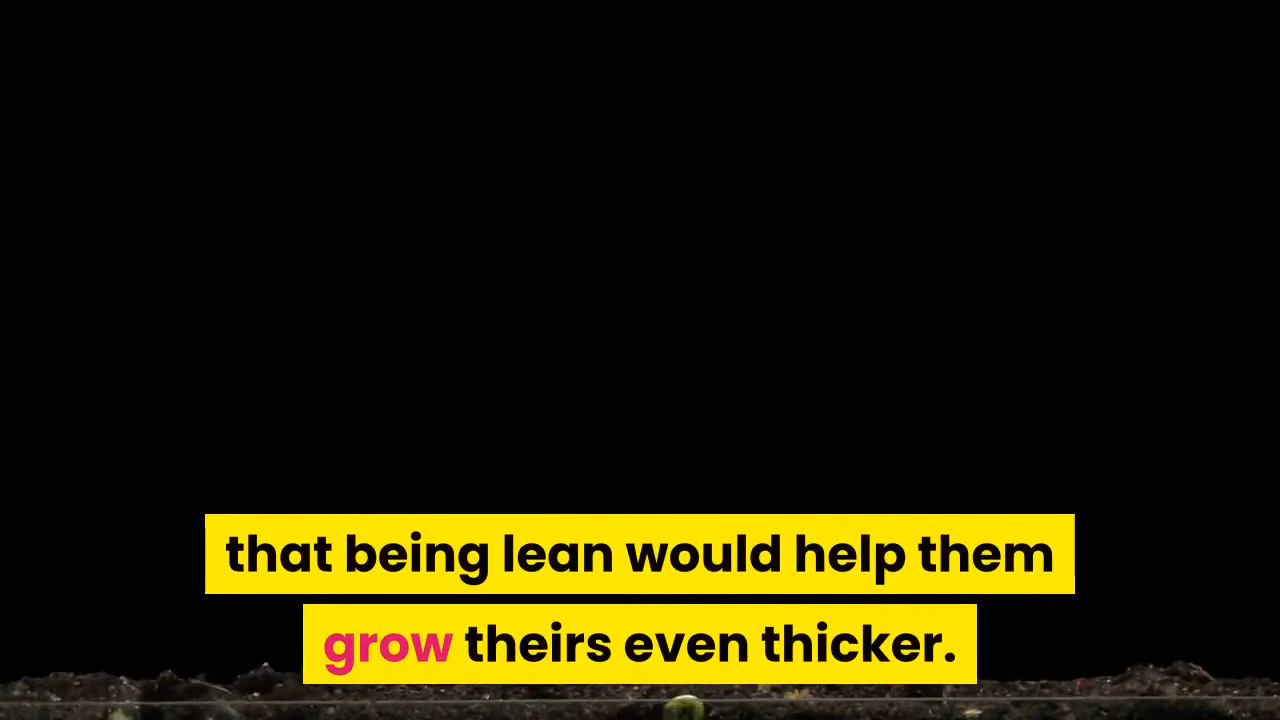 that being lean would help them
grow theirs even thicker.